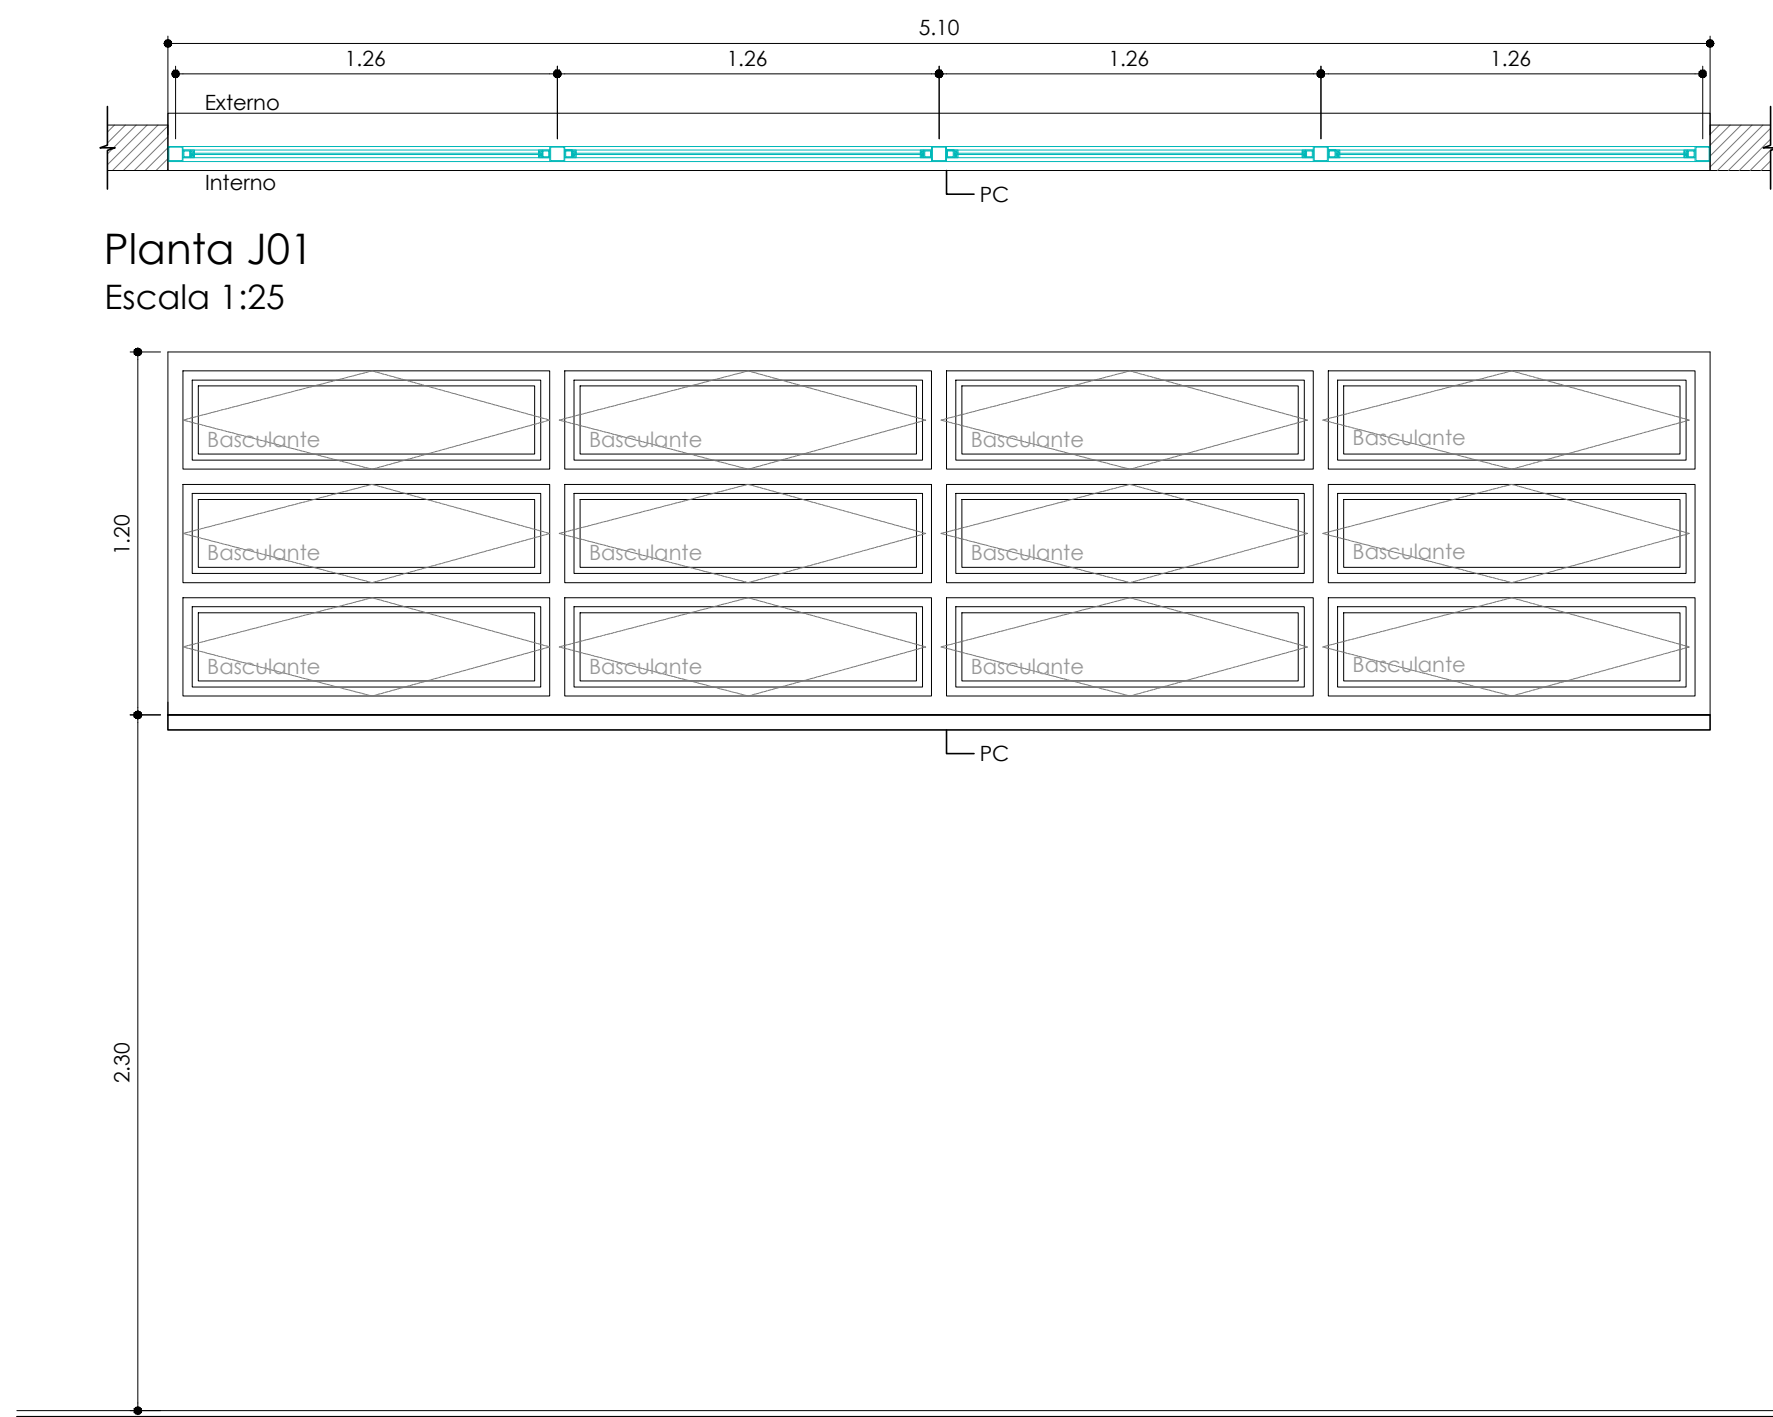 5.10
1.26 1.26 1.26 1.26
Externo
Interno
PC
Planta J01
Escala 1:25
Basculante Basculante Basculante Basculante
1.20
Basculante Basculante Basculante Basculante
Basculante Basculante Basculante Basculante
PC
2.30